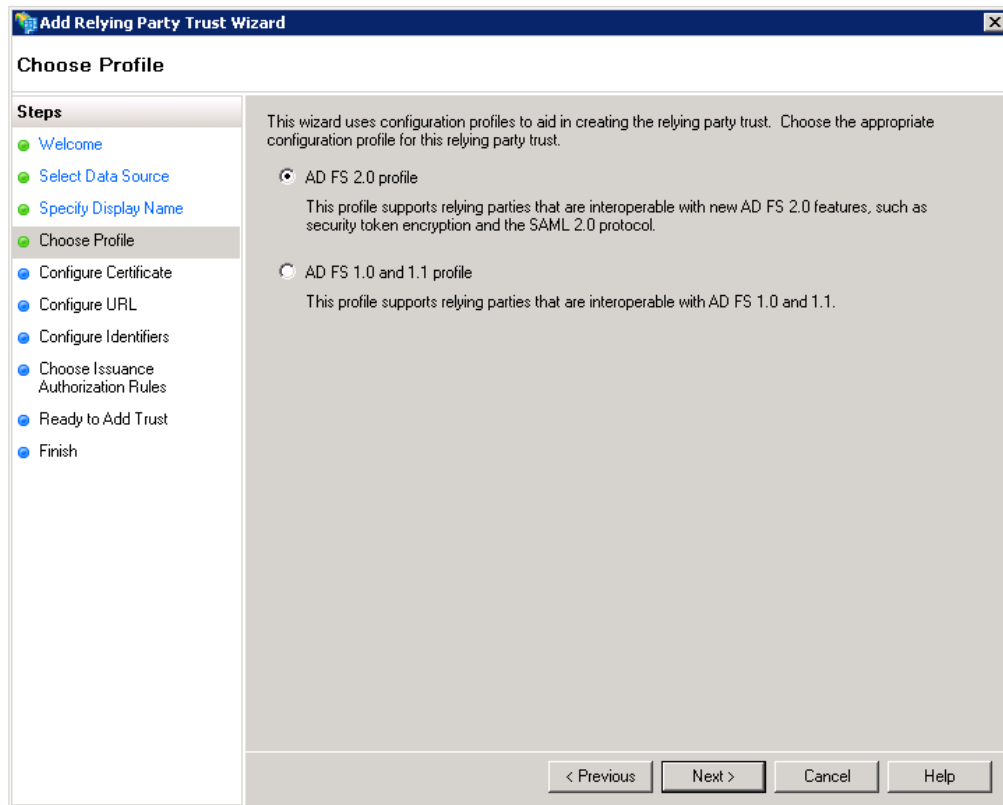 Add Relying Party Trust Wizard
Choose Profile
Steps
Welcome
Select Data Source
Specify Display Name
Choose Profile
Configure Certificate
Configure URL
Configure Identifiers
Choose Issuance
Authorization Rules
Ready to Add Trust
Finish
This wizard uses configuration profiles to aid in creating the relying party trust. Choose the appropriate
configuration profile for this relying party trust.
AD FS 2.0 profile
This profile supports relying parties that are interoperable with new AD FS 2.0 features, such as
security token encryption and the SAML 2.0 protocol.
AD FS 1.0 and 1.1 profile
This profile supports relying parties that are interoperable with AD FS 1.0 and 1.1.
< Previous
Next >
Cancel
Help